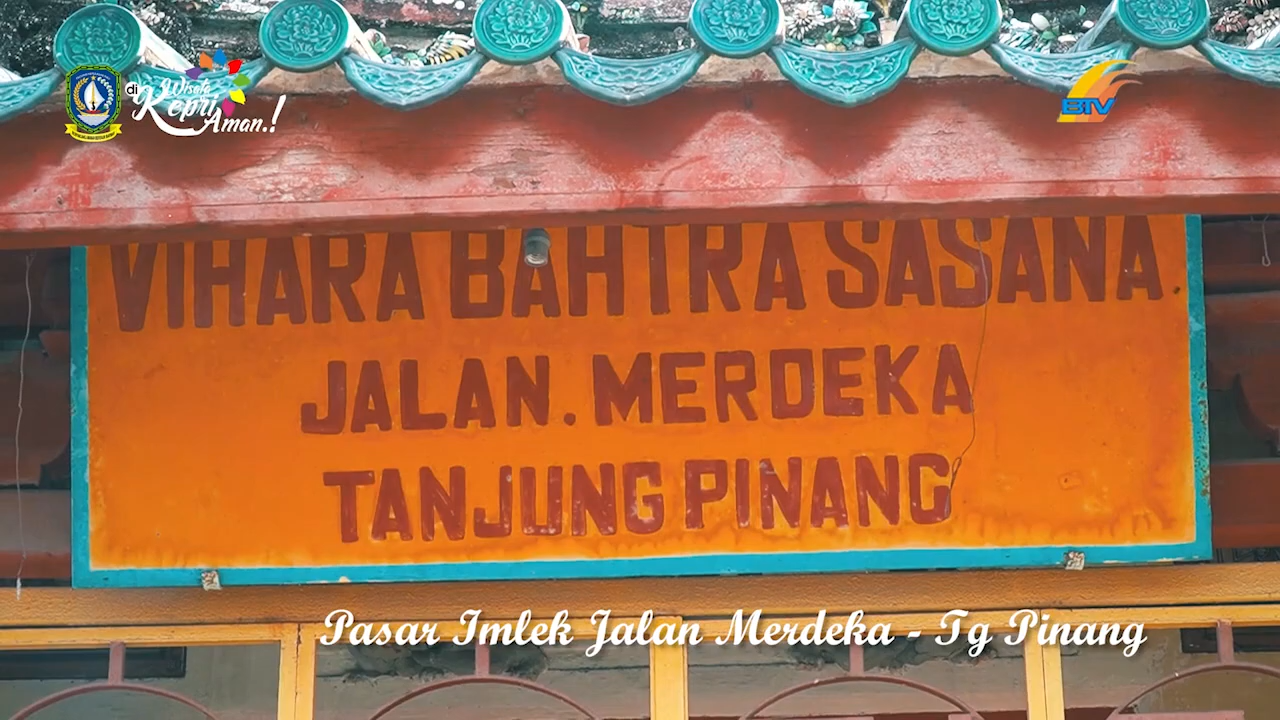 di Wisata
Kepri
Aman.!
BTV
VIHARA BAHTRA SASANA
JALAN. MERDEKA
TANJUNG PINANG
Pasar Imlek Jalan Merdeka - Tg Pinang